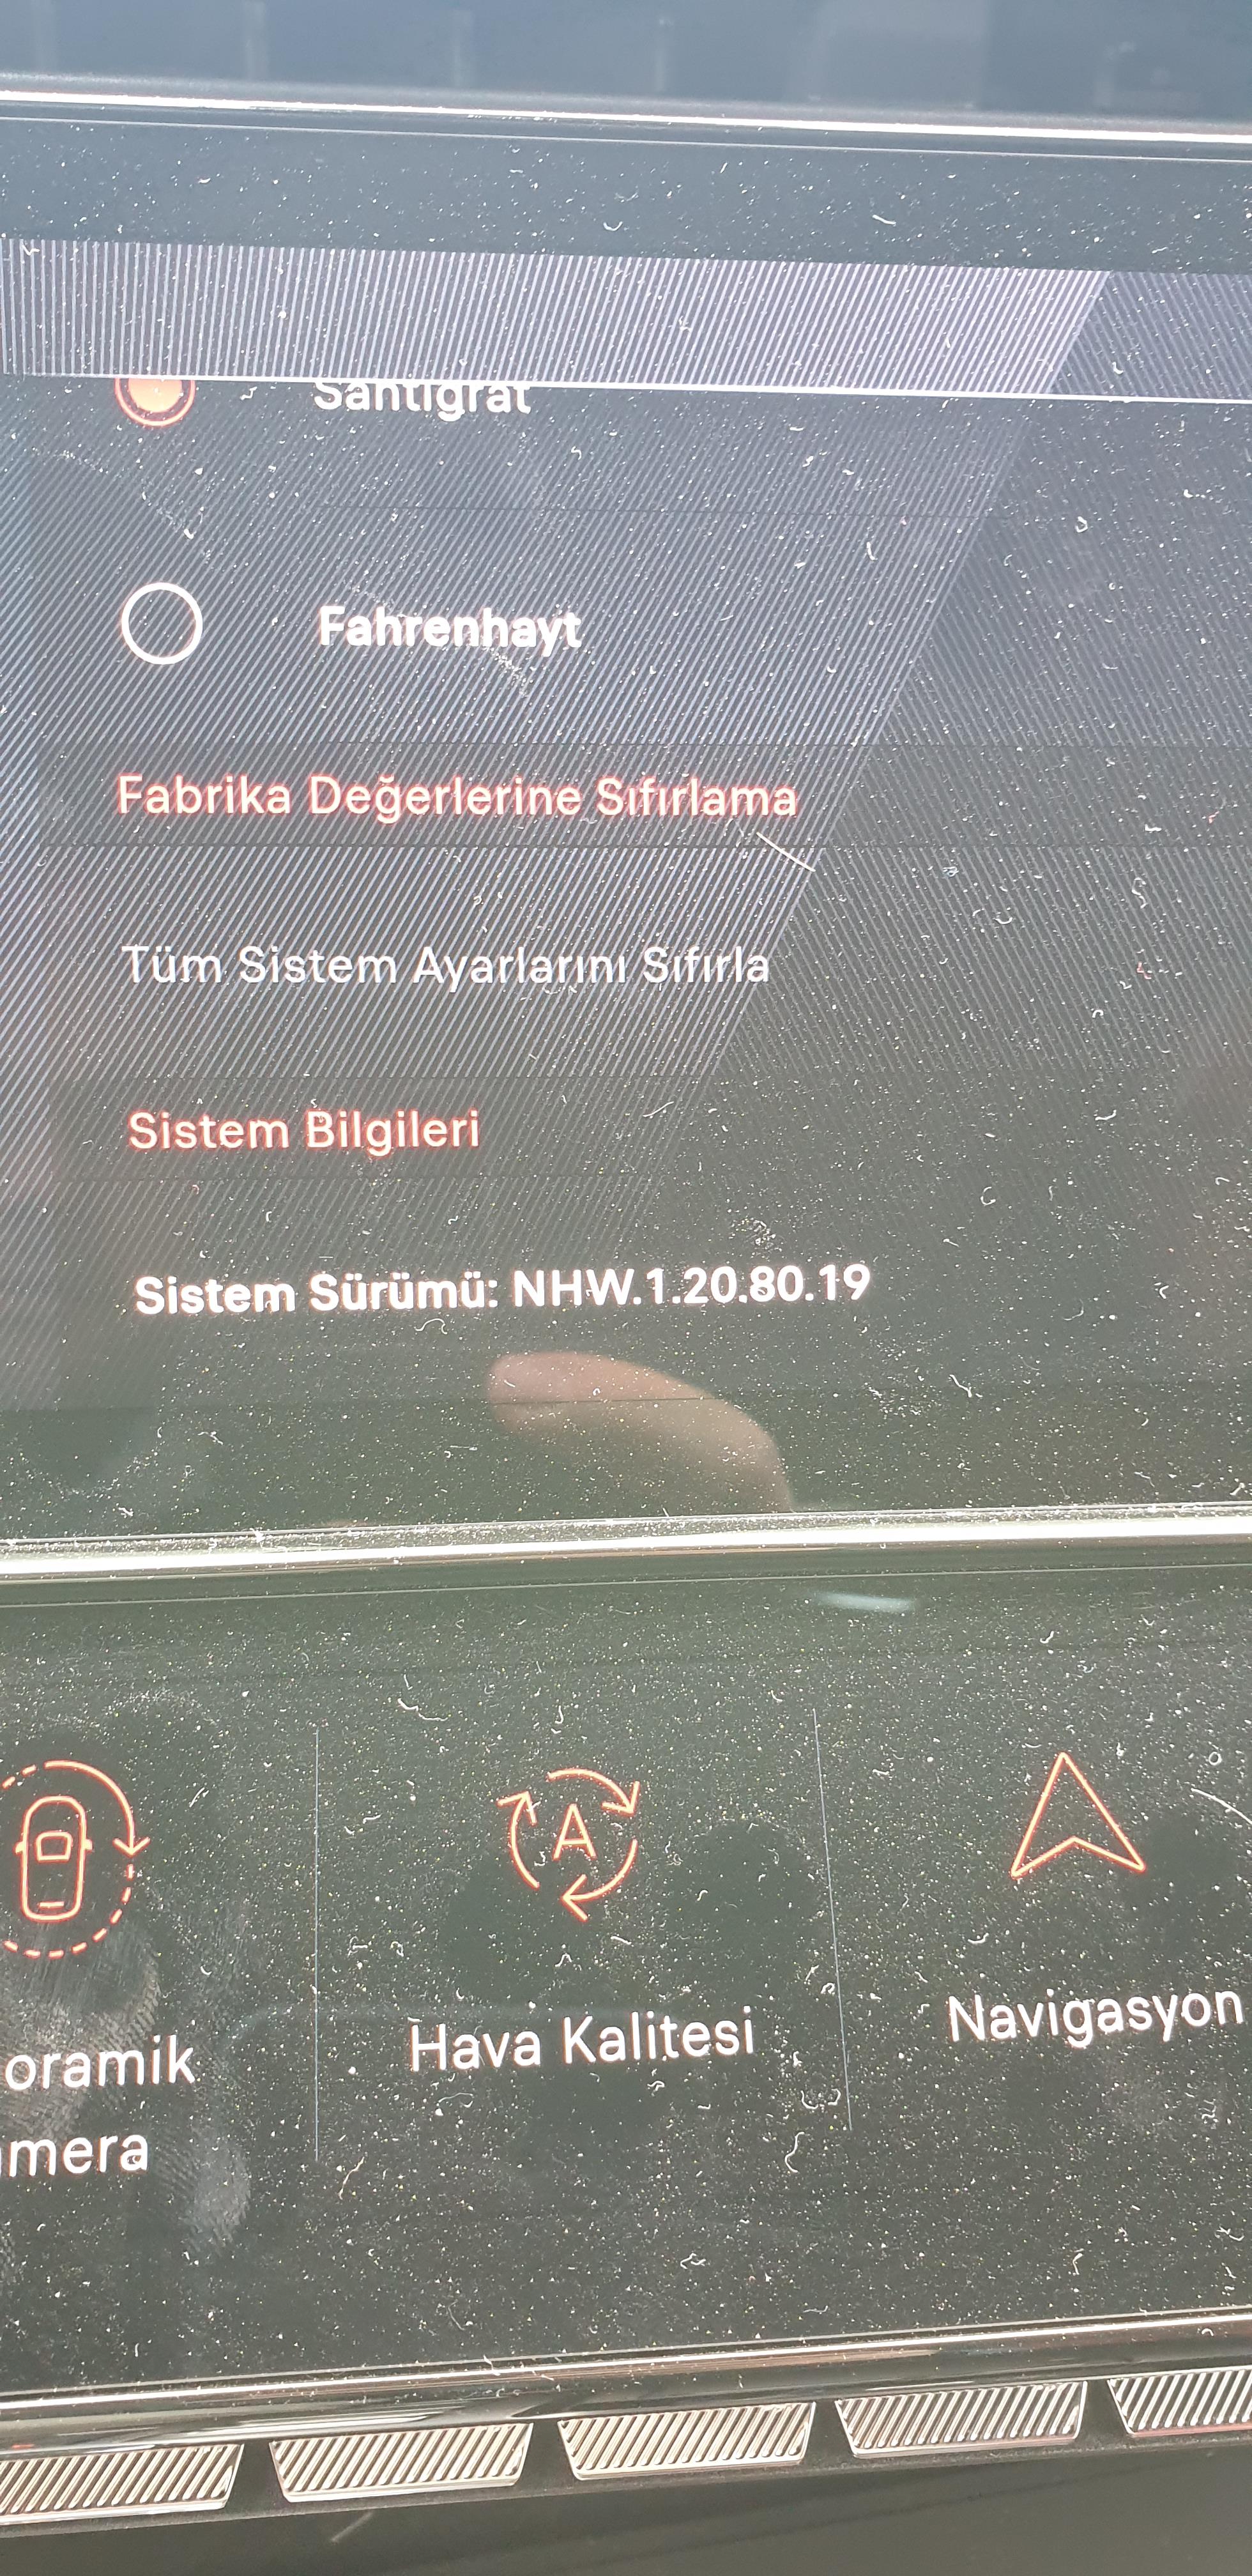 Santigrat
Fahrenhayt
Fabrika Değerlerine Sıfırlama
Tüm Sistem Ayarlarını Sıfırla
Sistem Bilgileri
Sistem Sürümü: NHW.1.20.80.19
oramik
mera
A
Hava Kalitesi
Navigasyon